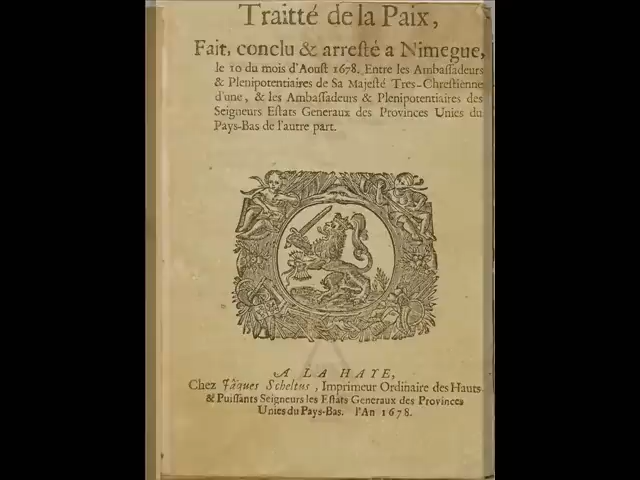 Traitté de la Paix,
Fait, conclu & arresté a Nimegue,
le 10 du mois d'Aoust 1678. Entre les Ambassadeurs
& Plenipotentiaires de Sa Majesté Tres-Chrestienne
d'une, & les Ambassadeurs & Plenipotentiaires des
Seigneurs Estats Generaux des Provinces Unies du
Pays-Bas de l'autre part.
A LA HAYE,
Chez Jâques Scheltus, Imprimeur Ordinaire des Hauts
& Puissants Seigneurs les Estats Generaux des Provinces
Unies du Pays-Bas. l'An 1678.